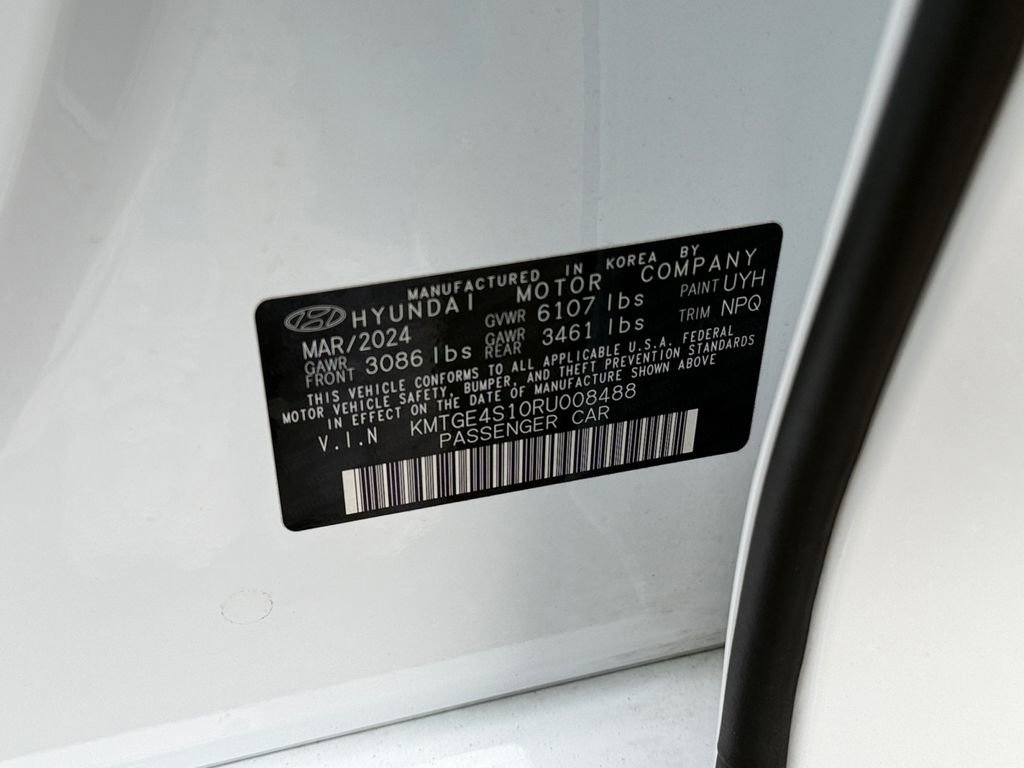 MANUFACTURED IN KOREA BY
HYUNDAI MOTOR COMPANY
MAR/2024 GVWR 6107 lbs PAINT UYH
GAWR FRONT 3086 lbs GAWR REAR 3461 lbs TRIM NPQ
THIS VEHICLE CONFORMS TO ALL APPLICABLE U.S.A. FEDERAL
MOTOR VEHICLE SAFETY, BUMPER, AND THEFT PREVENTION STANDARDS
IN EFFECT ON THE DATE OF MANUFACTURE SHOWN ABOVE
V.I.N KMTGE4S10RU008488
PASSENGER CAR